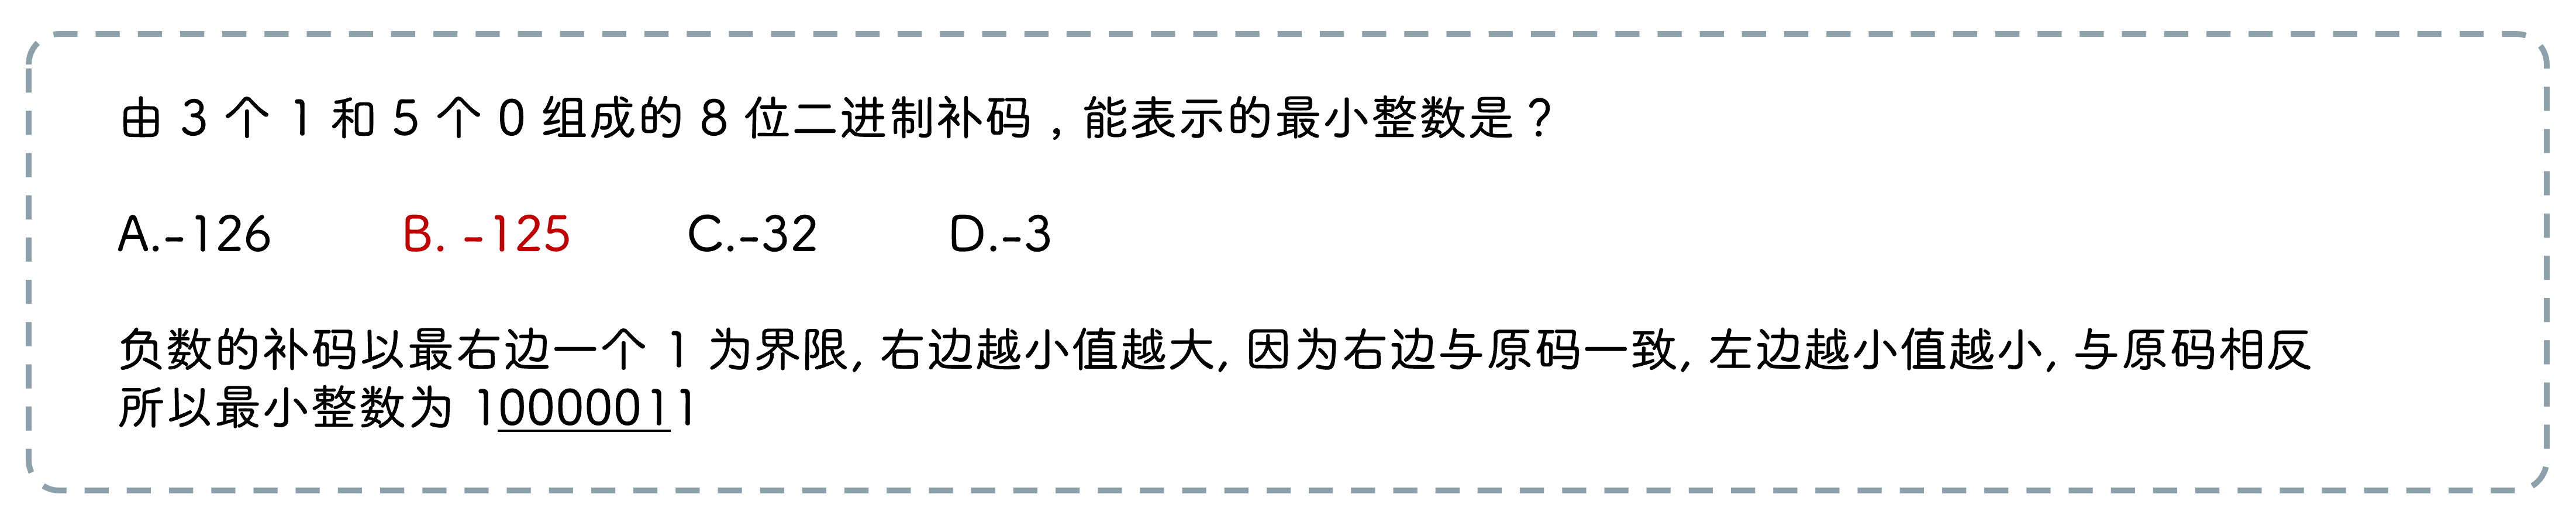 由 3 个 1 和 5 个 0 组成的 8 位二进制补码，能表示的最小整数是？
A.-126 B. -125 C.-32 D.-3
负数的补码以最右边一个 1 为界限, 右边越小值越大, 因为右边与原码一致, 左边越小值越小, 与原码相反
所以最小整数为 10000011